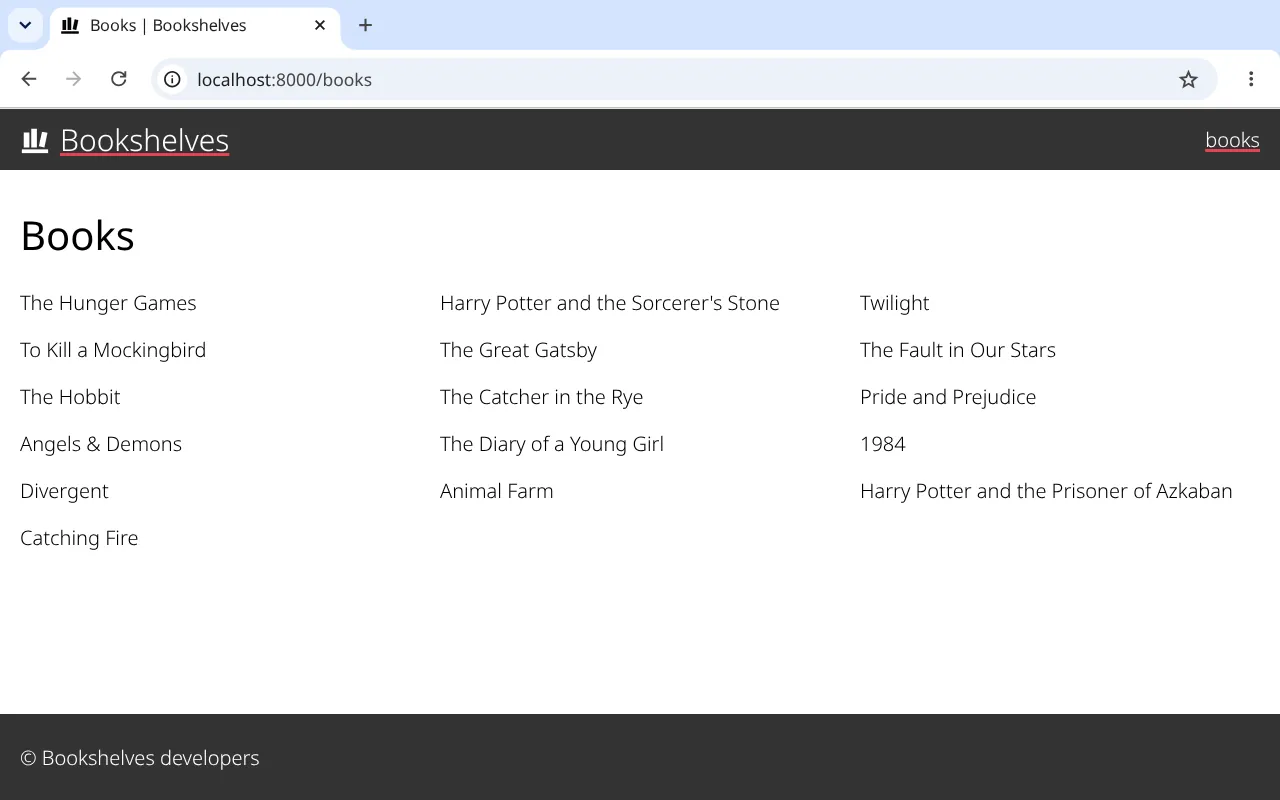 Books | Bookshelves
localhost:8000/books
Bookshelves books
Books
The Hunger Games Harry Potter and the Sorcerer's Stone Twilight
To Kill a Mockingbird The Great Gatsby The Fault in Our Stars
The Hobbit The Catcher in the Rye Pride and Prejudice
Angels & Demons The Diary of a Young Girl 1984
Divergent Animal Farm Harry Potter and the Prisoner of Azkaban
Catching Fire
© Bookshelves developers